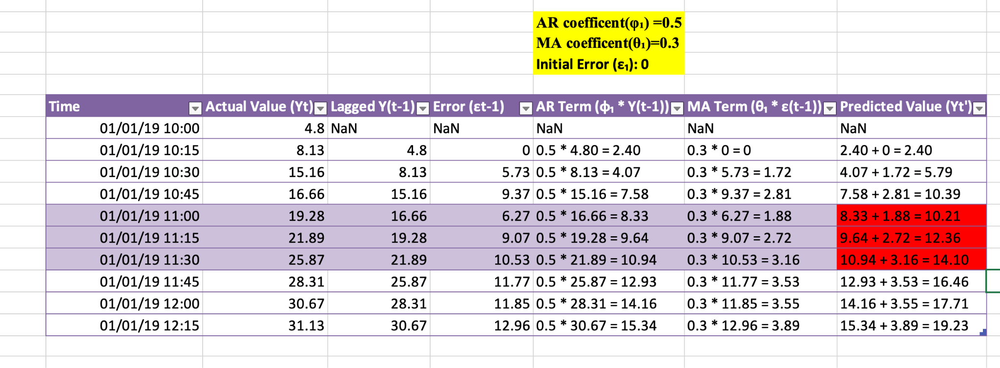 AR coefficent(φ₁) =0.5
MA coefficent(θ₁)=0.3
Initial Error (ε₁): 0
Time Actual Value (Yt) Lagged Y(t-1) Error (εt-1) AR Term (ϕ₁ * Y(t-1)) MA Term (θ₁ * ε(t-1)) Predicted Value (Yt')
01/01/19 10:00 4.8 NaN NaN NaN NaN NaN
01/01/19 10:15 8.13 4.8 0 0.5 * 4.80 = 2.40 0.3 * 0 = 0 2.40 + 0 = 2.40
01/01/19 10:30 15.16 8.13 5.73 0.5 * 8.13 = 4.07 0.3 * 5.73 = 1.72 4.07 + 1.72 = 5.79
01/01/19 10:45 16.66 15.16 9.37 0.5 * 15.16 = 7.58 0.3 * 9.37 = 2.81 7.58 + 2.81 = 10.39
01/01/19 11:00 19.28 16.66 6.27 0.5 * 16.66 = 8.33 0.3 * 6.27 = 1.88 8.33 + 1.88 = 10.21
01/01/19 11:15 21.89 19.28 9.07 0.5 * 19.28 = 9.64 0.3 * 9.07 = 2.72 9.64 + 2.72 = 12.36
01/01/19 11:30 25.87 21.89 10.53 0.5 * 21.89 = 10.94 0.3 * 10.53 = 3.16 10.94 + 3.16 = 14.10
01/01/19 11:45 28.31 25.87 11.77 0.5 * 25.87 = 12.93 0.3 * 11.77 = 3.53 12.93 + 3.53 = 16.46
01/01/19 12:00 30.67 28.31 11.85 0.5 * 28.31 = 14.16 0.3 * 11.85 = 3.55 14.16 + 3.55 = 17.71
01/01/19 12:15 31.13 30.67 12.96 0.5 * 30.67 = 15.34 0.3 * 12.96 = 3.89 15.34 + 3.89 = 19.23